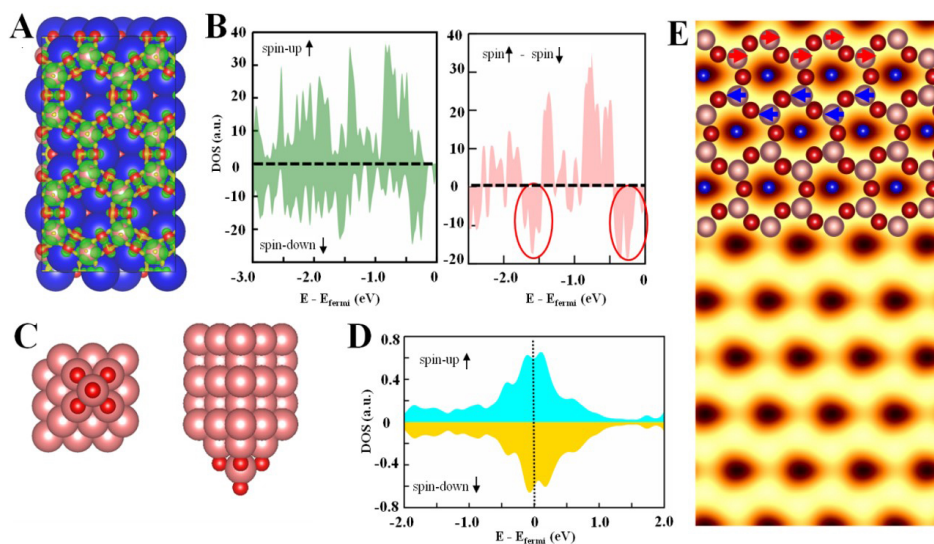 A
B
40
30
20
10
0
-10
-20
spin-up ↑
spin-down ↓
DOS (a.u.)
-3.0
-2.0
-1.0
0
E - E_fermi (eV)
40
30
20
10
0
-10
-20
spin↑ - spin↓
-2.0
-1.0
0
E - E_fermi (eV)
C
D
0.8
0.4
0
-0.4
-0.8
spin-up ↑
spin-down ↓
DOS (a.u.)
-2.0
-1.0
0
1.0
2.0
E - E_fermi (eV)
E